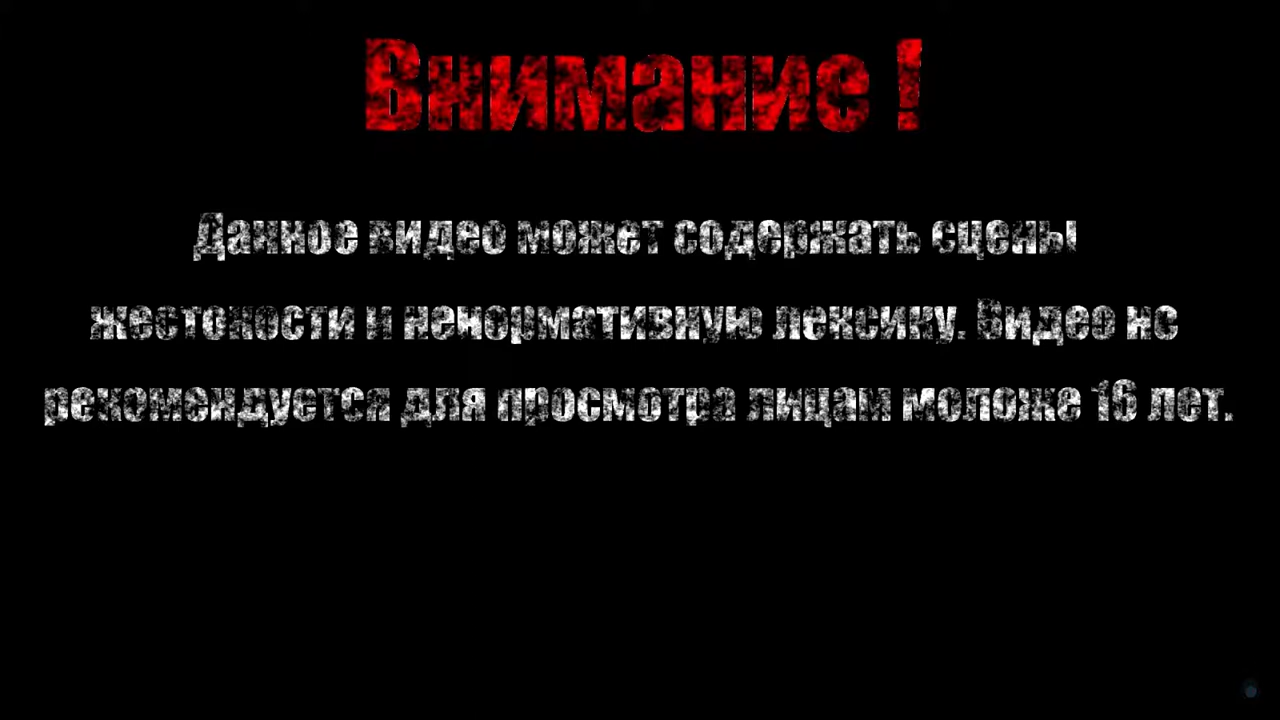 Внимание !
Данное видео может содержать сцены
жестокости и ненормативную лексику. Видео не
рекомендуется для просмотра лицам моложе 16 лет.